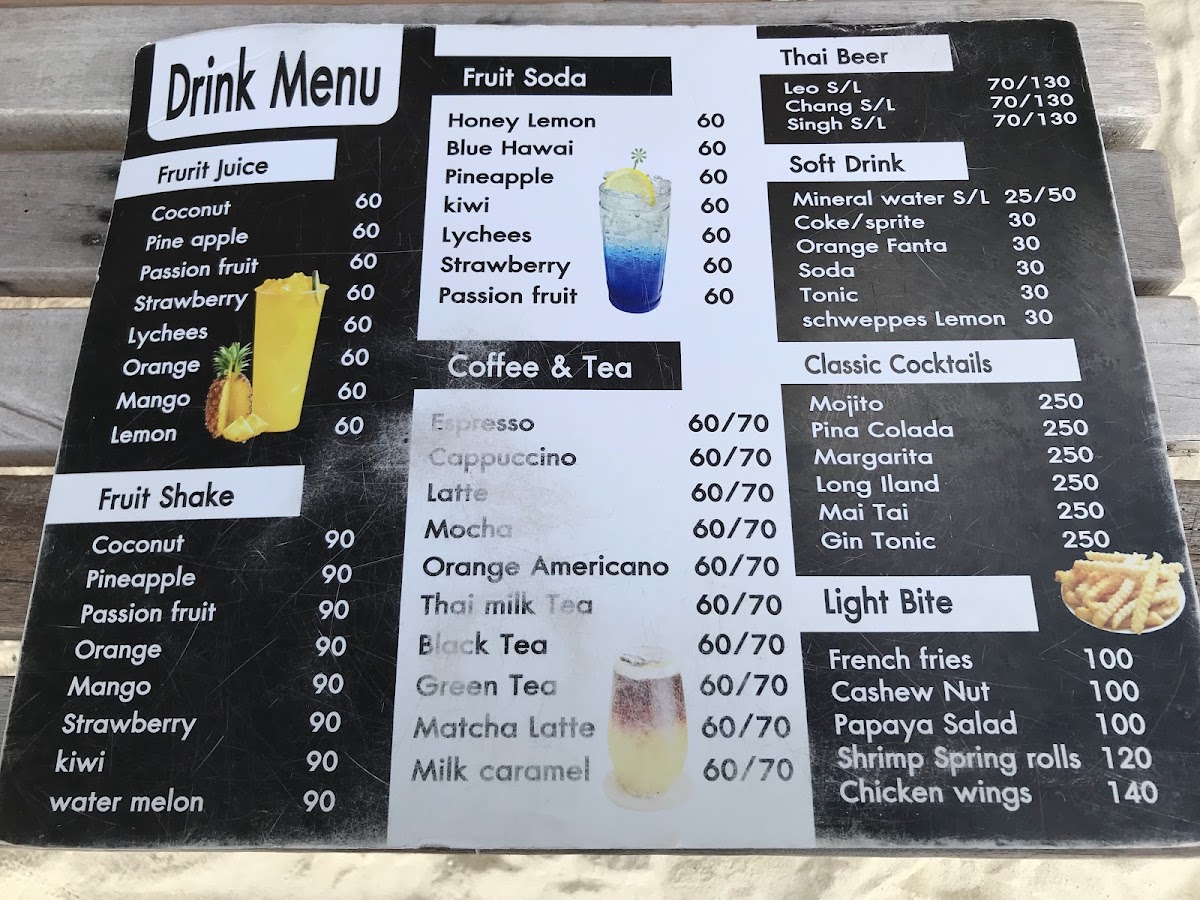 Drink Menu
Frurit Juice
Coconut 60
Pine apple 60
Passion fruit 60
Strawberry 60
Lychees 60
Orange 60
Mango 60
Lemon 60
Fruit Shake
Coconut 90
Pineapple 90
Passion fruit 90
Orange 90
Mango 90
Strawberry 90
kiwi 90
water melon 90
Fruit Soda
Honey Lemon 60
Blue Hawai 60
Pineapple 60
kiwi 60
Lychees 60
Strawberry 60
Passion fruit 60
Coffee & Tea
Espresso 60/70
Cappuccino 60/70
Latte 60/70
Mocha 60/70
Orange Americano 60/70
Thai milk Tea 60/70
Black Tea 60/70
Green Tea 60/70
Matcha Latte 60/70
Milk caramel 60/70
Thai Beer
Leo S/L 70/130
Chang S/L 70/130
Singh S/L 70/130
Soft Drink
Mineral water S/L 25/50
Coke/sprite 30
Orange Fanta 30
Soda 30
Tonic 30
schweppes Lemon 30
Classic Cocktails
Mojito 250
Pina Colada 250
Margarita 250
Long Iland 250
Mai Tai 250
Gin Tonic 250
Light Bite
French fries 100
Cashew Nut 100
Papaya Salad 100
Shrimp Spring rolls 120
Chicken wings 140